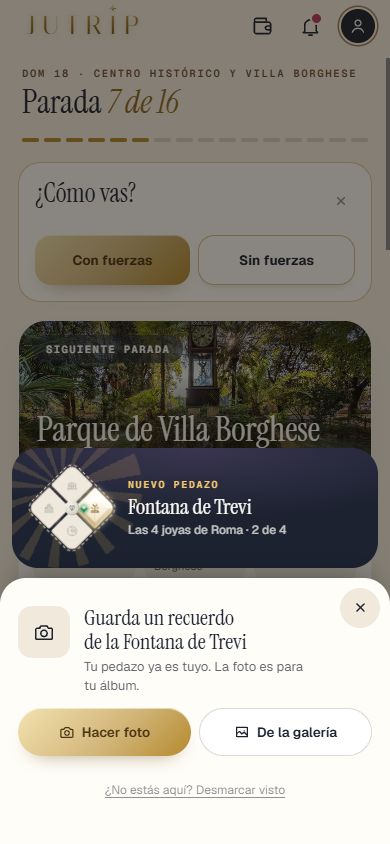 JUTRIP
DOM 18 · CENTRO HISTÓRICO Y VILLA BORGHESE
Parada 7 de 16
¿Cómo vas?
Con fuerzas
Sin fuerzas
SIGUIENTE PARADA
Parque de Villa Borghese
NUEVO PEDAZO
Fontana de Trevi
Las 4 joyas de Roma · 2 de 4
Borghese
Guarda un recuerdo
de la Fontana de Trevi
Tu pedazo ya es tuyo. La foto es para
tu álbum.
Hacer foto
De la galería
¿No estás aquí? Desmarcar visto